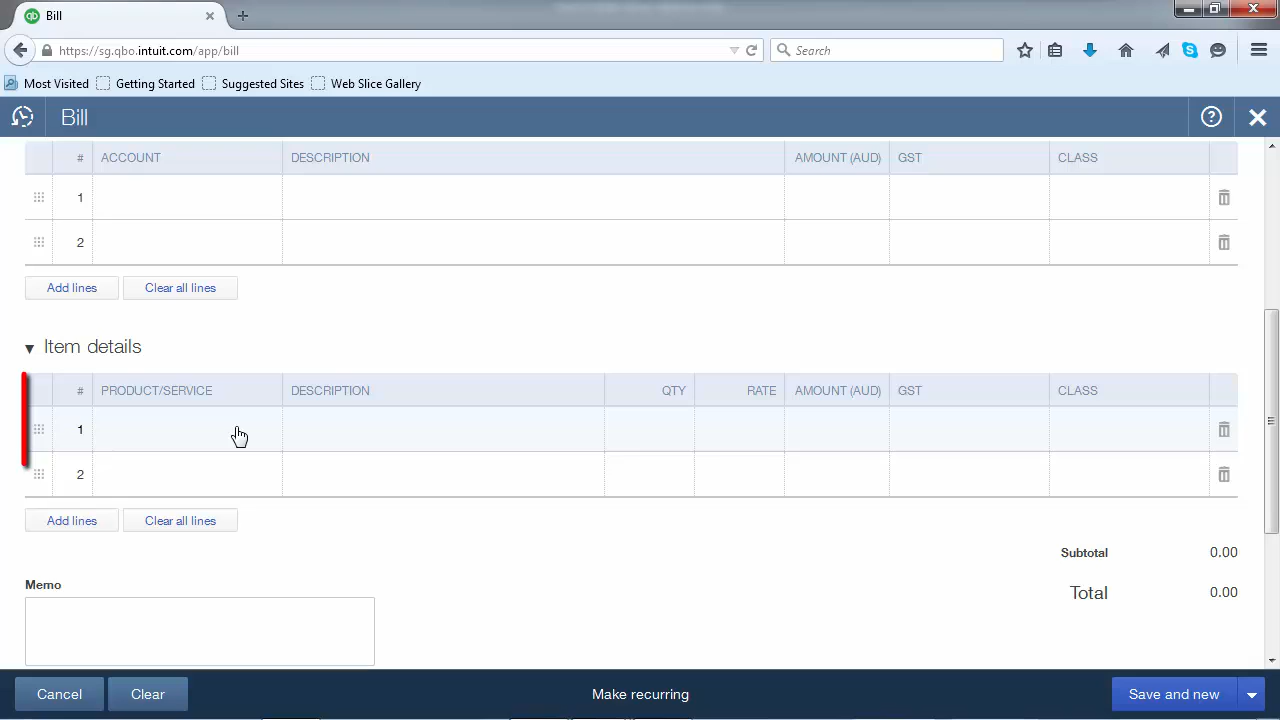 Bill
https://sg.qbo.intuit.com/app/bill
Search
Most Visited
Getting Started
Suggested Sites
Web Slice Gallery
Bill
?
# ACCOUNT DESCRIPTION AMOUNT (AUD) GST CLASS
1
2
Add lines Clear all lines
Item details
# PRODUCT/SERVICE DESCRIPTION QTY RATE AMOUNT (AUD) GST CLASS
1
2
Add lines Clear all lines
Subtotal 0.00
Memo
Total 0.00
Cancel Clear Make recurring Save and new